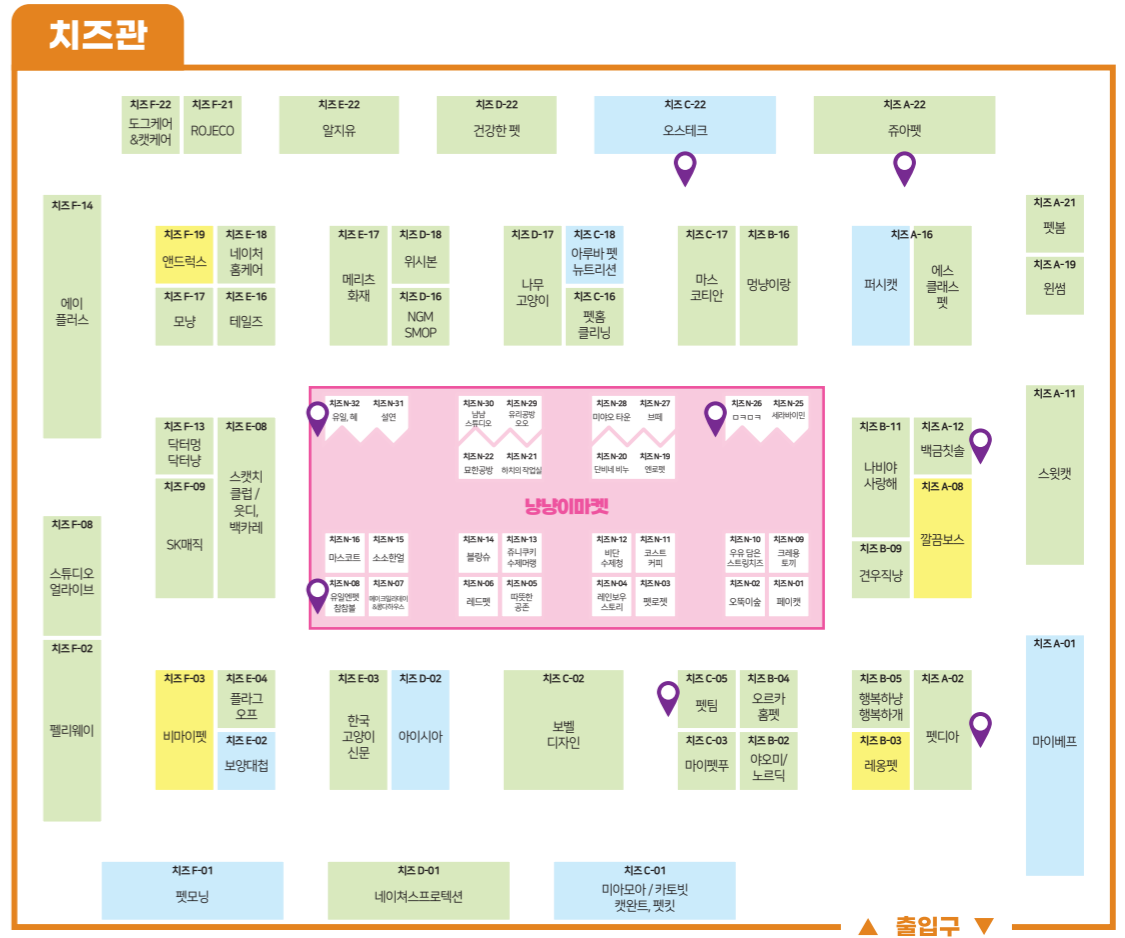 치즈관
치즈 F-22
도그케어
&캣케어
치즈 F-21
ROJECO
치즈 E-22
알지유
치즈 D-22
건강한 펫
치즈 C-22
오스테크
치즈 A-22
쥬아펫
치즈 F-14
에이
플러스
치즈 F-19
앤드럭스
치즈 E-18
네이처
홈케어
치즈 F-17
모냥
치즈 E-16
테일즈
치즈 E-17
메리츠
화재
치즈 D-18
위시본
치즈 D-16
NGM
SMOP
치즈 D-17
나무
고양이
치즈 C-18
아루바 펫
뉴트리션
치즈 C-16
펫홈
클리닝
치즈 C-17
마스
코티안
치즈 B-16
멍냥이랑
치즈 A-16
퍼시캣
에스
클래스
펫
치즈 A-21
펫봄
치즈 A-19
윈썸
치즈 N-32
유일, 혜
치즈 N-31
설연
치즈 N-30
냠냠
스튜디오
치즈 N-29
유리공방
오오
치즈 N-28
미야오 타운
치즈 N-27
브떼
치즈 N-26
ㅁㅋㅁㅋ
치즈 N-25
세라바이민
치즈 N-22
묘한공방
치즈 N-21
하치의 작업실
치즈 N-20
단비네 비누
치즈 N-19
엔로펫
냥냥이마켓
치즈 N-16
마스코트
치즈 N-15
소소한얼
치즈 N-14
볼랑슈
치즈 N-13
쥬니쿠키
수제머랭
치즈 N-12
비단
수제청
치즈 N-11
코스트
커피
치즈 N-10
우유 담은
스트링치즈
치즈 N-09
크레용
토끼
치즈 N-08
유일엔펫
참참볼
치즈 N-07
치즈 N-06
레드펫
치즈 N-05
따뜻한
공존
치즈 N-04
레인보우
스토리
치즈 N-03
펫로젯
치즈 N-02
오뚝이숲
치즈 N-01
페이캣
치즈 F-13
닥터멍
닥터냥
치즈 E-08
스캣치
클럽 /
웃디,
백카레
치즈 F-09
SK매직
치즈 F-08
스튜디오
얼라이브
치즈 B-11
나비야
사랑해
치즈 A-12
백금칫솔
치즈 A-08
깔끔보스
치즈 B-09
견우직냥
치즈 A-11
스윗캣
치즈 F-02
펠리웨이
치즈 F-03
비마이펫
치즈 E-04
플라그
오프
치즈 E-02
보양대첩
치즈 E-03
한국
고양이
신문
치즈 D-02
아이시아
치즈 C-02
보벨
디자인
치즈 C-05
펫팀
치즈 B-04
오르카
홈펫
치즈 C-03
마이펫푸
치즈 B-02
야오미/
노르딕
치즈 B-05
행복하냥
행복하개
치즈 A-02
펫디아
치즈 B-03
레옹펫
치즈 A-01
마이베프
치즈 F-01
펫모닝
치즈 D-01
네이쳐스프로텍션
치즈 C-01
미아모아 / 카토빗
캣완트, 펫킷
▲ 출입구 ▼